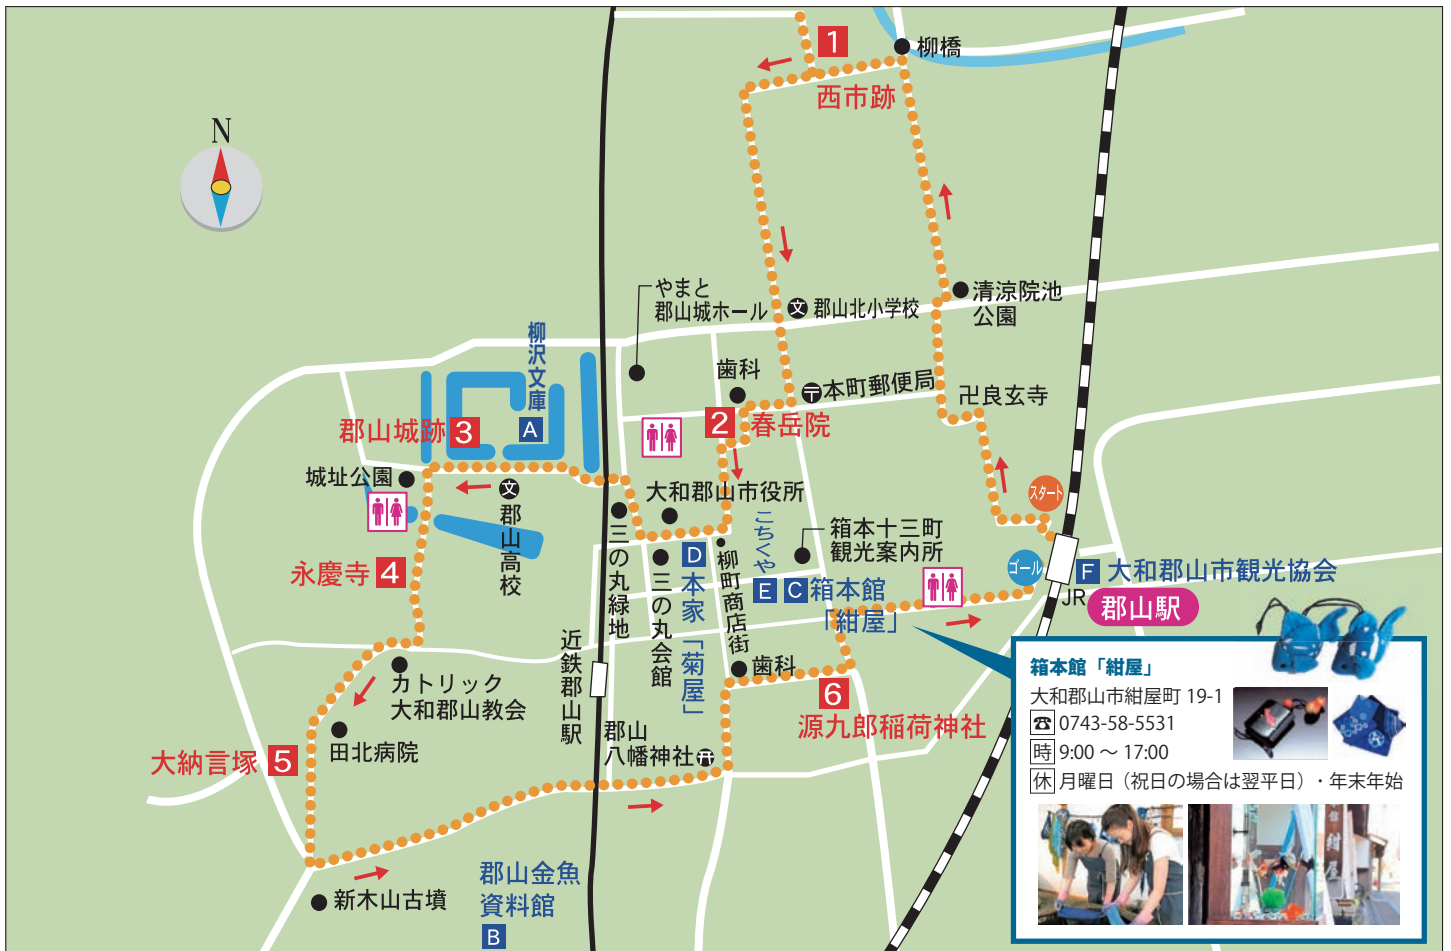 N
1
西市跡
柳橋
やまと
郡山城ホール
文
郡山北小学校
清涼院池
公園
柳沢文庫
A
歯科
〒
本町郵便局
卍良玄寺
郡山城跡
3
2
春岳院
城址公園
文
郡山高校
大和郡山市役所
スタート
永慶寺
4
三の丸緑地
三の丸会館
D
本家「菊屋」
柳町商店街
こちくや
E
C
箱本館
「紺屋」
箱本十三町
観光案内所
ゴール
F
大和郡山市観光協会
JR
郡山駅
カトリック
大和郡山教会
近鉄郡山駅
歯科
6
源九郎稲荷神社
田北病院
大納言塚
5
郡山
八幡神社
新木山古墳
郡山金魚
資料館
B
箱本館「紺屋」
大和郡山市紺屋町 19-1
☎ 0743-58-5531
時 9:00 ～ 17:00
休 月曜日（祝日の場合は翌平日）・年末年始
紺屋